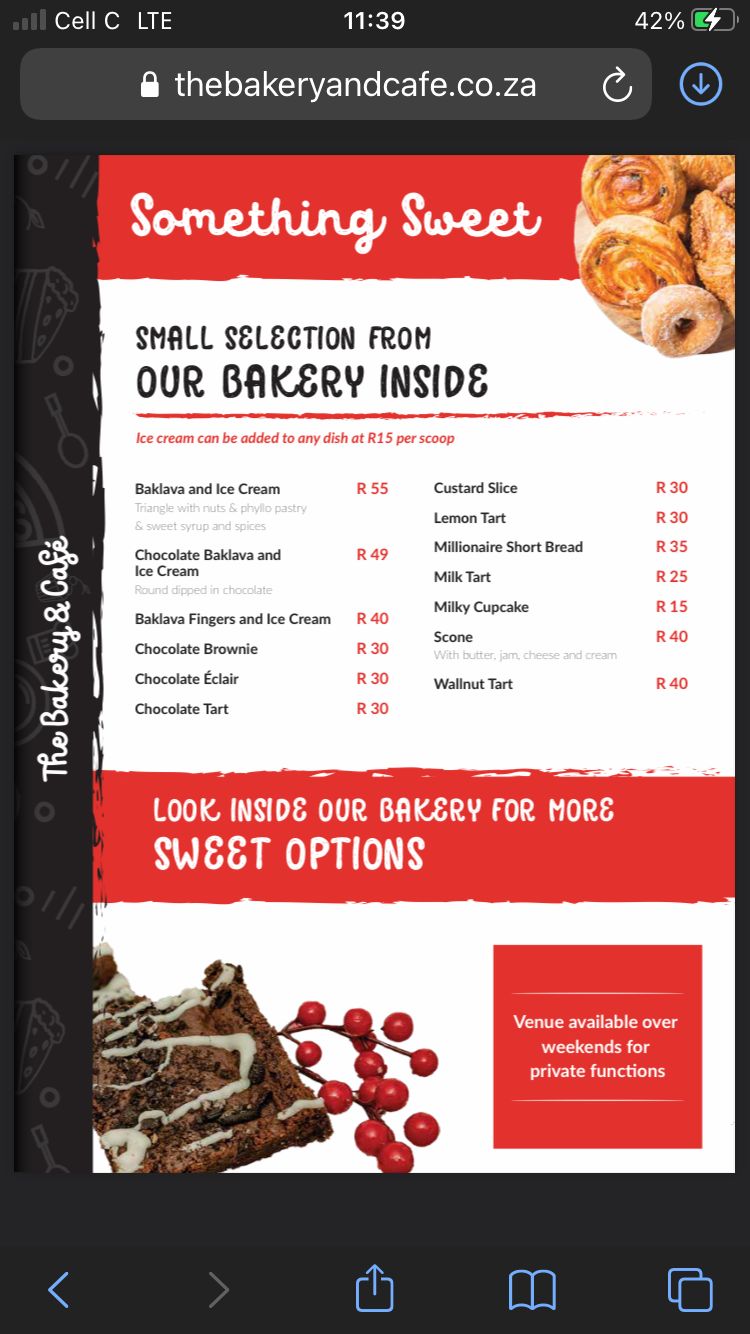 Cell C LTE 11:39 42%
thebakeryandcafe.co.za
Something Sweet
SMALL SELECTION FROM
OUR BAKERY INSIDE
Ice cream can be added to any dish at R15 per scoop
Baklava and Ice Cream R 55
Triangle with nuts & phyllo pastry
& sweet syrup and spices
Chocolate Baklava and R 49
Ice Cream
Round dipped in chocolate
Baklava Fingers and Ice Cream R 40
Chocolate Brownie R 30
Chocolate Éclair R 30
Chocolate Tart R 30
Custard Slice R 30
Lemon Tart R 30
Millionaire Short Bread R 35
Milk Tart R 25
Milky Cupcake R 15
Scone R 40
With butter, jam, cheese and cream
Wallnut Tart R 40
The Bakery & Café
LOOK INSIDE OUR BAKERY FOR MORE
SWEET OPTIONS
Venue available over
weekends for
private functions